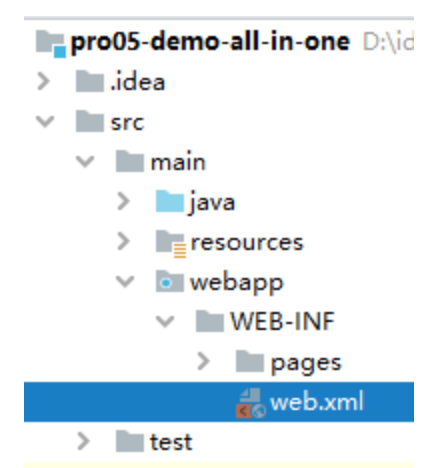 pro05-demo-all-in-one D:\id
.idea
src
main
java
resources
webapp
WEB-INF
pages
web.xml
test